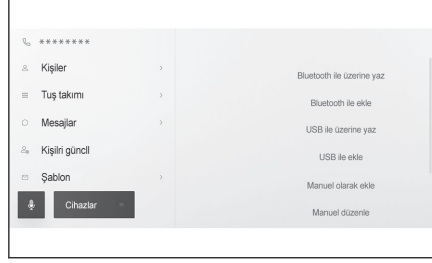 ********
Kişiler
Tuş takımı
Mesajlar
Kişilri güncll
Şablon
Cihazlar
Bluetooth ile üzerine yaz
Bluetooth ile ekle
USB ile üzerine yaz
USB ile ekle
Manuel olarak ekle
Manuel düzenle